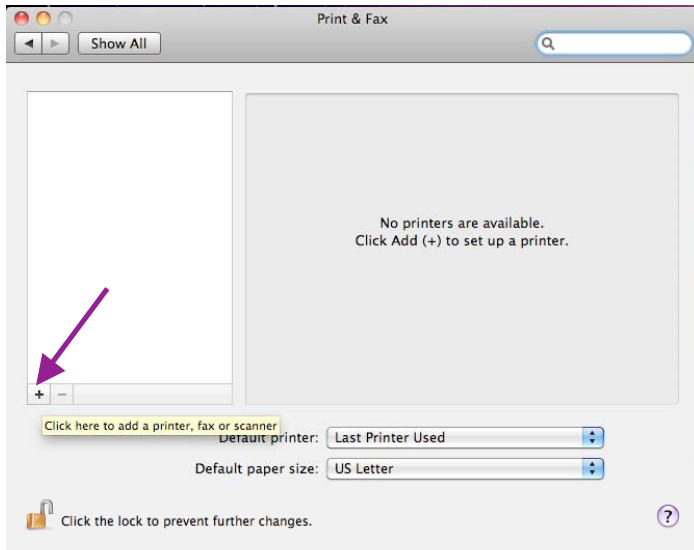 Print & Fax
Show All
No printers are available.
Click Add (+) to set up a printer.
+ −
Click here to add a printer, fax or scanner
Default printer: Last Printer Used
Default paper size: US Letter
Click the lock to prevent further changes.
?